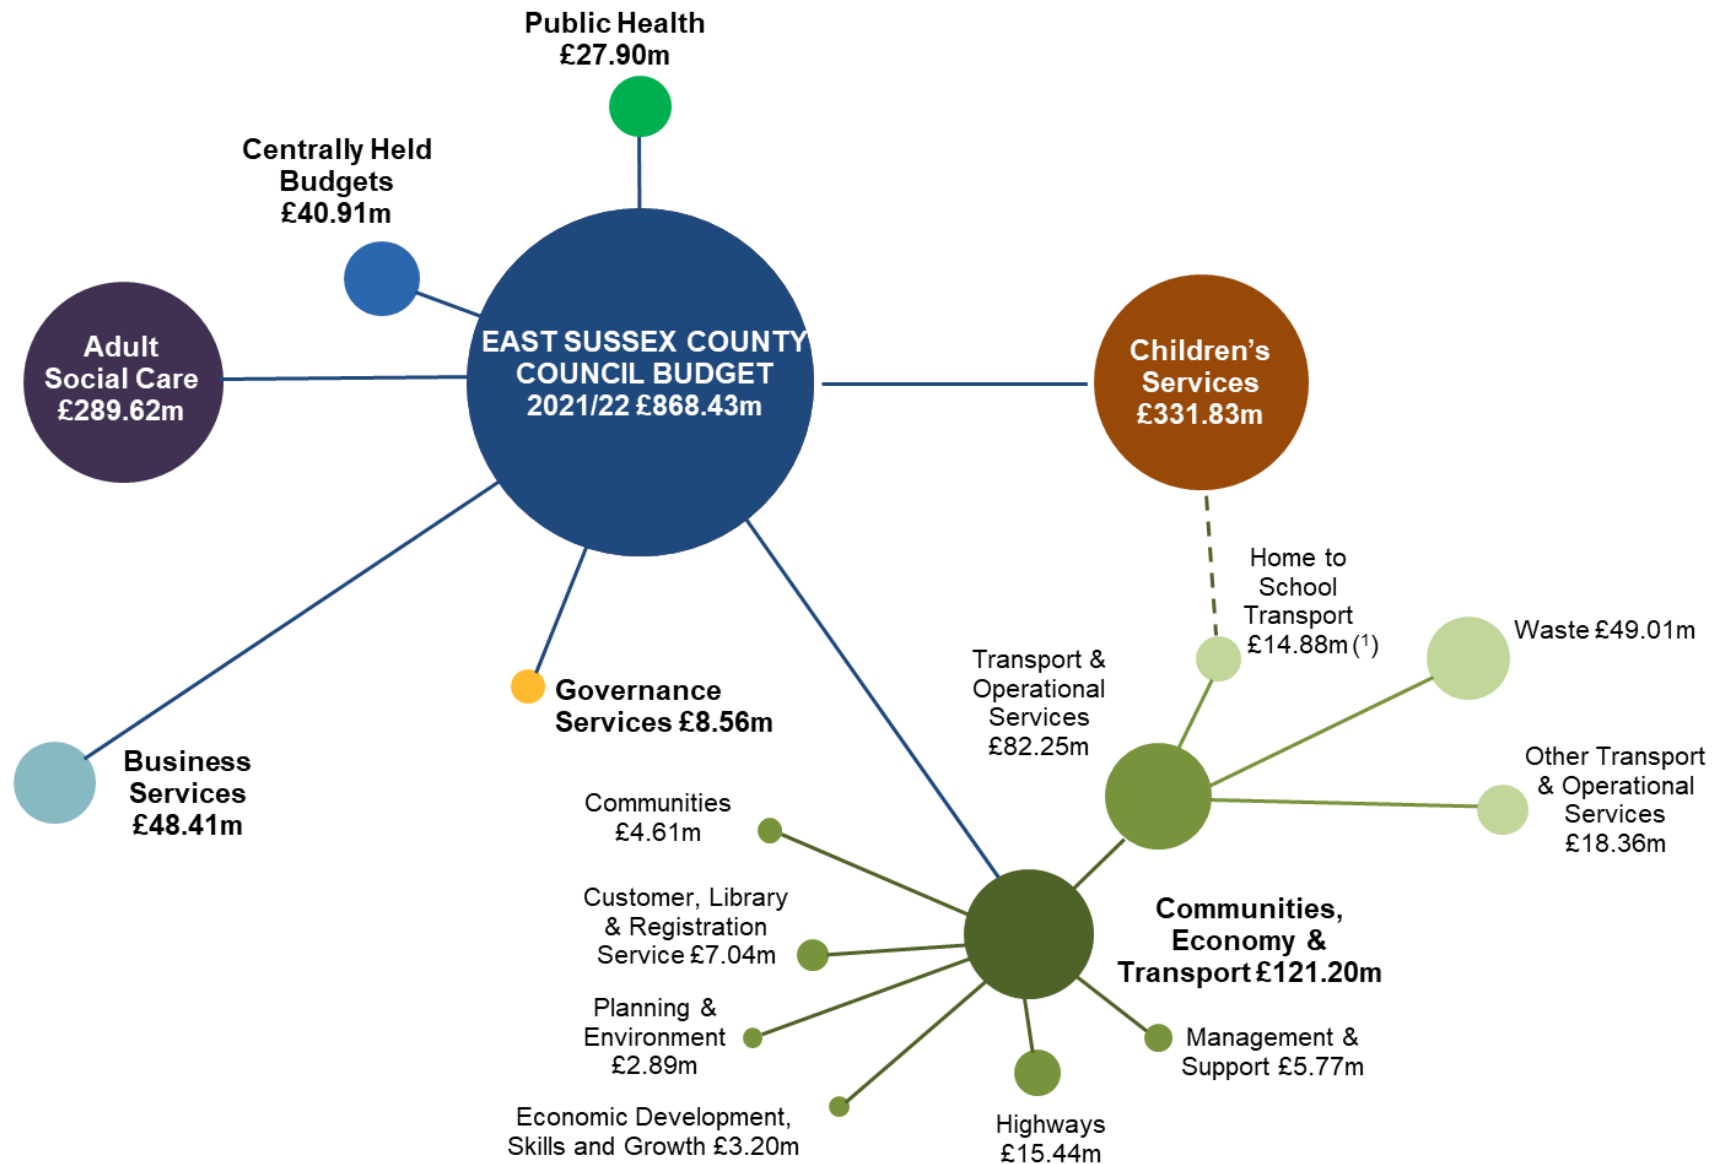 Public Health
£27.90m
Centrally Held
Budgets
£40.91m
Adult
Social Care
£289.62m
EAST SUSSEX COUNTY
COUNCIL BUDGET
2021/22 £868.43m
Children’s
Services
£331.83m
Home to
School
Transport
£14.88m (¹)
Waste £49.01m
Transport &
Operational
Services
£82.25m
Other Transport
& Operational
Services
£18.36m
Governance
Services £8.56m
Business
Services
£48.41m
Communities
£4.61m
Customer, Library
& Registration
Service £7.04m
Communities,
Economy &
Transport £121.20m
Planning &
Environment
£2.89m
Management &
Support £5.77m
Economic Development,
Skills and Growth £3.20m
Highways
£15.44m